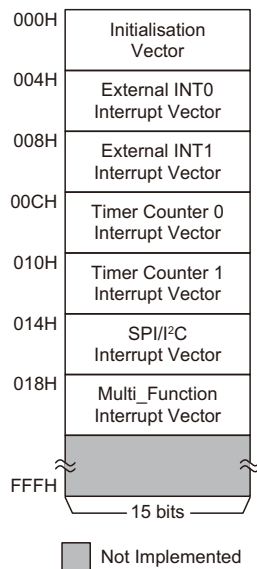 000H
Initialisation
Vector
004H
External INT0
Interrupt Vector
008H
External INT1
Interrupt Vector
00CH
Timer Counter 0
Interrupt Vector
010H
Timer Counter 1
Interrupt Vector
014H
SPI/I²C
Interrupt Vector
018H
Multi_Function
Interrupt Vector
FFFH
15 bits
Not Implemented